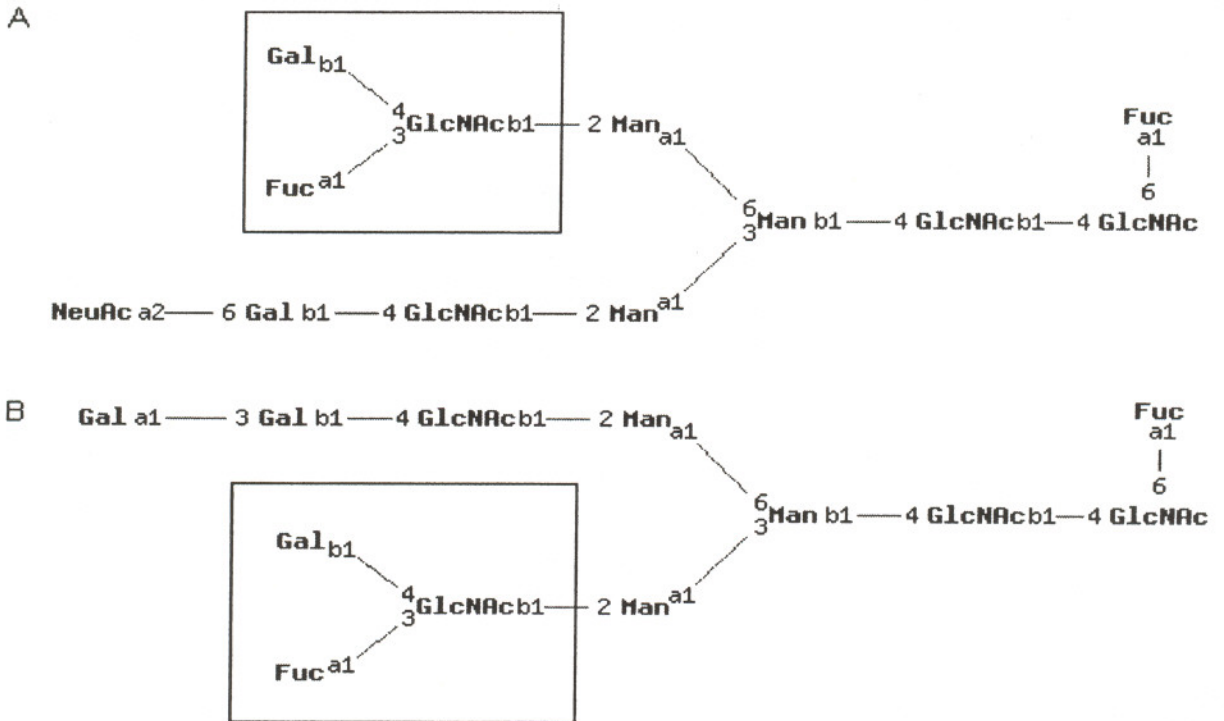 A
Gal b1
4
3 GlcNAc b1 — 2 Man a1
Fuc a1
Fuc
a1
6
6
3 Man b1 — 4 GlcNAc b1 — 4 GlcNAc
NeuAc a2 — 6 Gal b1 — 4 GlcNAc b1 — 2 Man a1
B
Gal a1 — 3 Gal b1 — 4 GlcNAc b1 — 2 Man a1
Fuc
a1
6
6
3 Man b1 — 4 GlcNAc b1 — 4 GlcNAc
Gal b1
4
3 GlcNAc b1 — 2 Man a1
Fuc a1